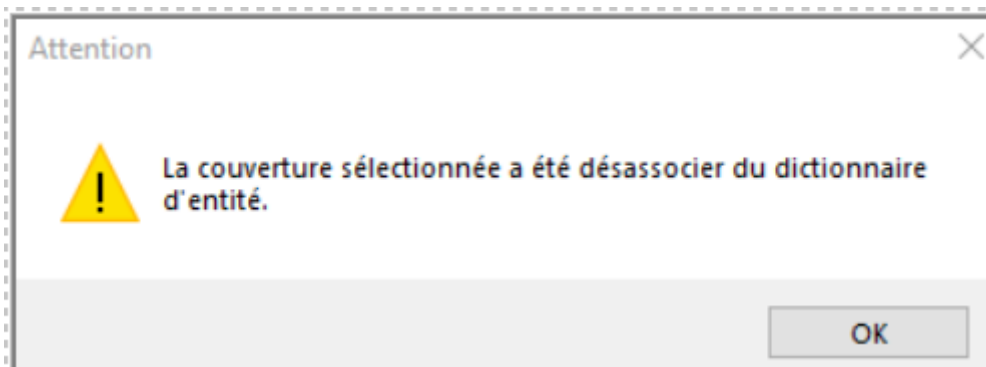 Attention
La couverture sélectionnée a été désassocier du dictionnaire
d'entité.
OK